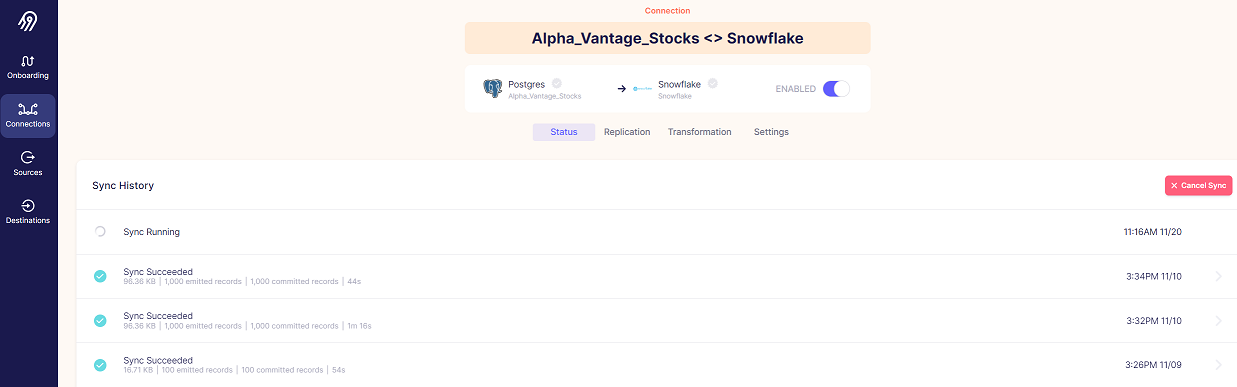 Onboarding
Connections
Sources
Destinations
Connection
Alpha_Vantage_Stocks <> Snowflake
Postgres
Alpha_Vantage_Stocks
Snowflake
Snowflake
ENABLED
Status Replication Transformation Settings
Sync History
Cancel Sync
Sync Running 11:16AM 11/20
Sync Succeeded
96.36 KB | 1,000 emitted records | 1,000 committed records | 44s
3:34PM 11/10
Sync Succeeded
96.36 KB | 1,000 emitted records | 1,000 committed records | 1m 16s
3:32PM 11/10
Sync Succeeded
16.71 KB | 100 emitted records | 100 committed records | 54s
3:26PM 11/09